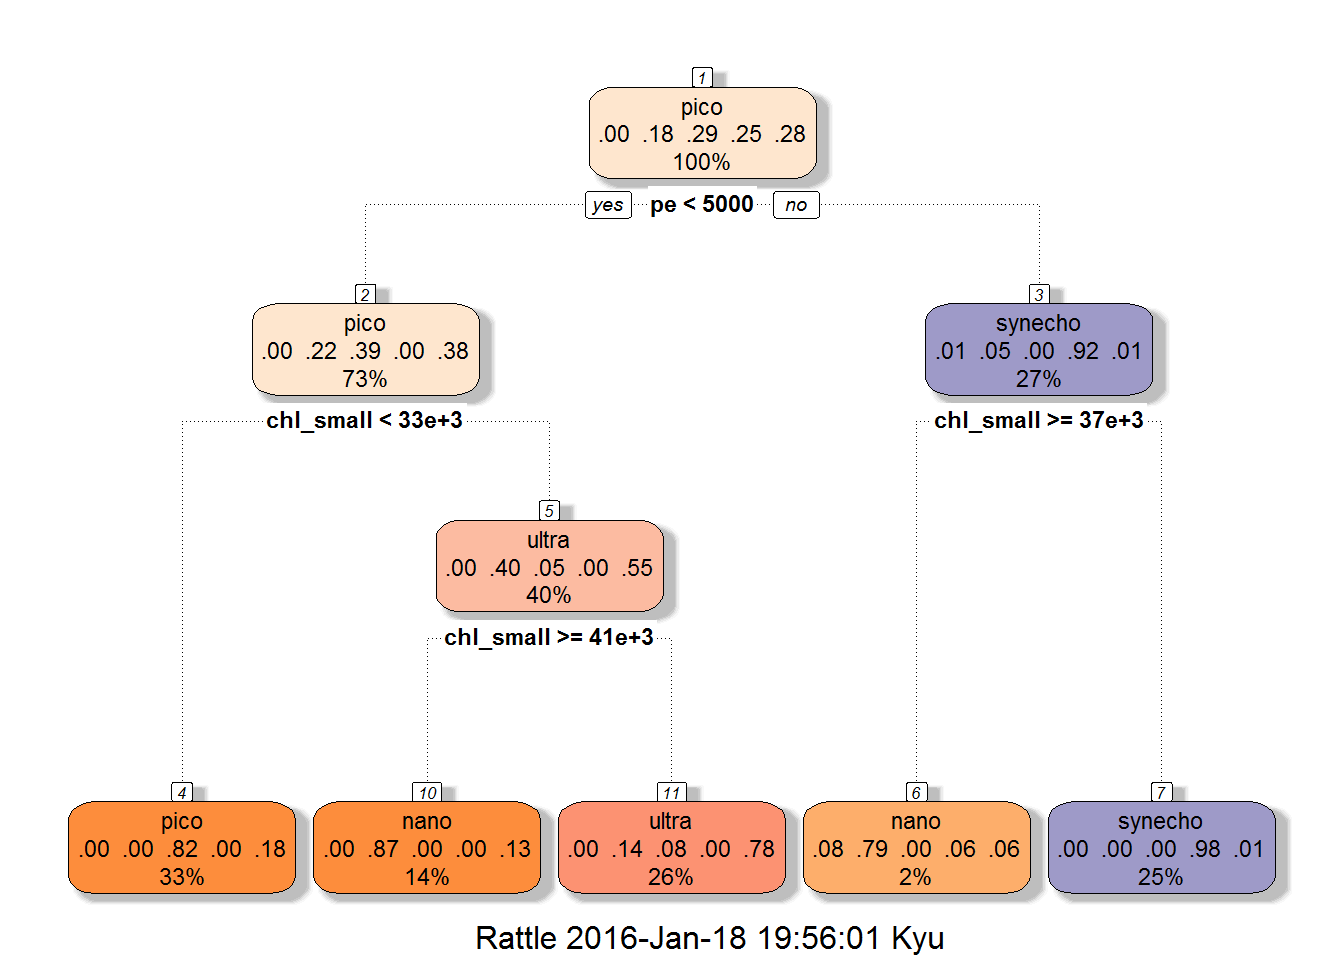 1
pico
.00 .18 .29 .25 .28
100%
yes pe < 5000 no
2
pico
.00 .22 .39 .00 .38
73%
3
synecho
.01 .05 .00 .92 .01
27%
chl_small < 33e+3
chl_small >= 37e+3
5
ultra
.00 .40 .05 .00 .55
40%
chl_small >= 41e+3
4
pico
.00 .00 .82 .00 .18
33%
10
nano
.00 .87 .00 .00 .13
14%
11
ultra
.00 .14 .08 .00 .78
26%
6
nano
.08 .79 .00 .06 .06
2%
7
synecho
.00 .00 .00 .98 .01
25%
Rattle 2016-Jan-18 19:56:01 Kyu